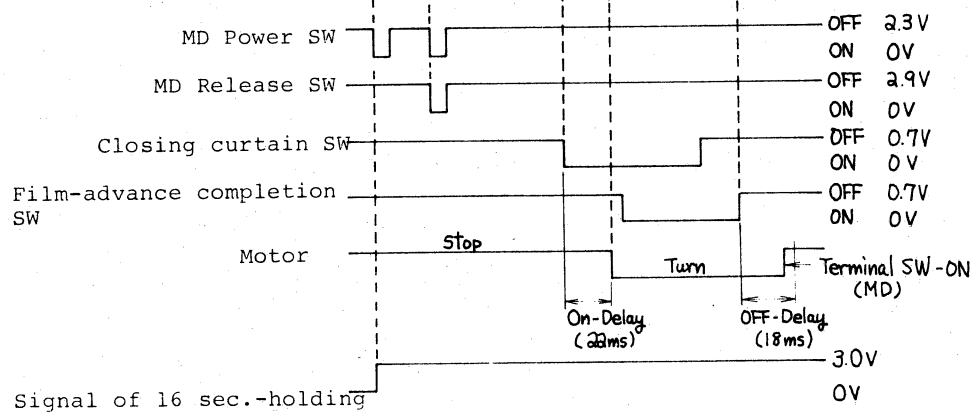 MD Power SW OFF 2.3V
ON 0V
MD Release SW OFF 2.9V
ON 0V
Closing curtain SW OFF 0.7V
ON 0V
Film-advance completion OFF 0.7V
SW ON 0V
Motor Stop Turn Terminal SW-ON
(MD)
On-Delay OFF-Delay
(22ms) (18ms)
3.0V
Signal of 16 sec.-holding 0V